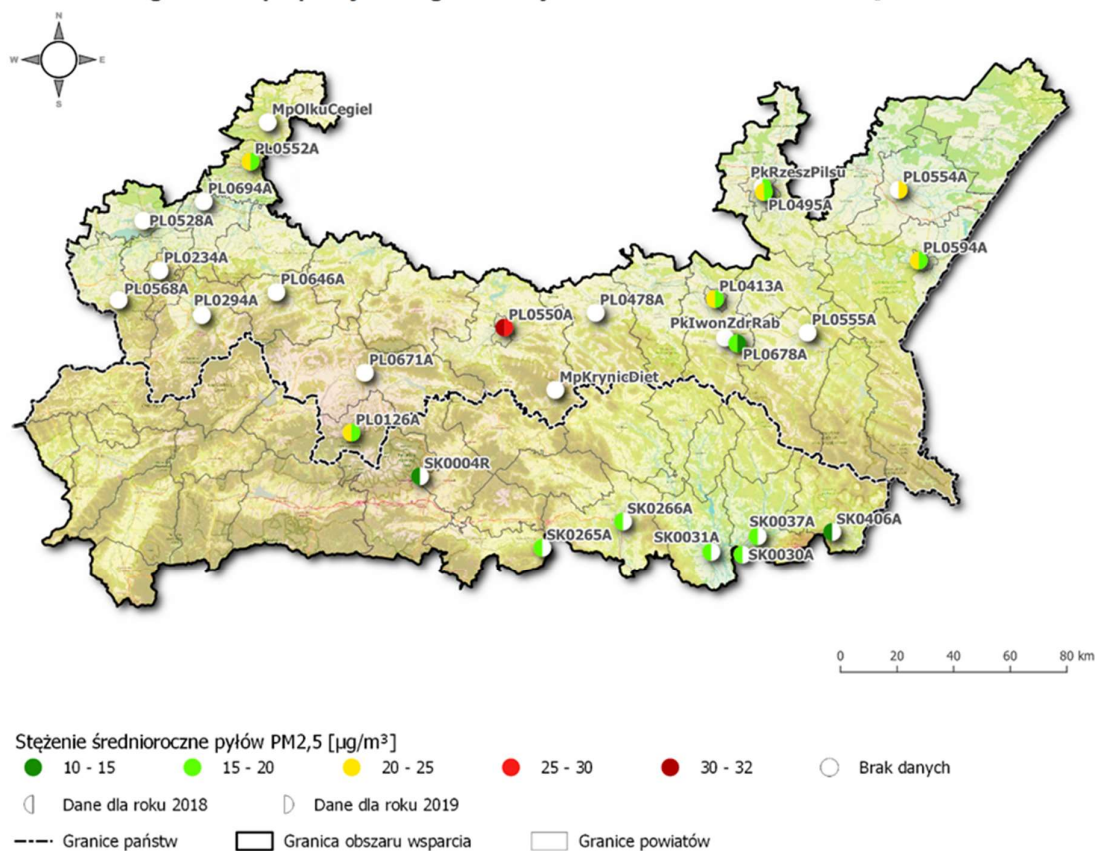 N
W E
S
MpOlkuCegiel
PL0552A
PL0694A
PL0528A
PL0234A
PL0568A
PL0294A
PL0646A
PkRzeszPilsu
PL0495A
PL0554A
PL0594A
PL0413A
PL0478A
PL0550A
PkIwonZdrRab
PL0678A
PL0555A
PL0671A
MpKrynicDiet
PL0126A
SK0004R
SK0266A
SK0265A
SK0031A
SK0037A
SK0030A
SK0406A
0 20 40 60 80 km
Stężenie średnioroczne pyłów PM2,5 [µg/m³]
10 - 15 15 - 20 20 - 25 25 - 30 30 - 32 Brak danych
Dane dla roku 2018 Dane dla roku 2019
Granice państw Granica obszaru wsparcia Granice powiatów